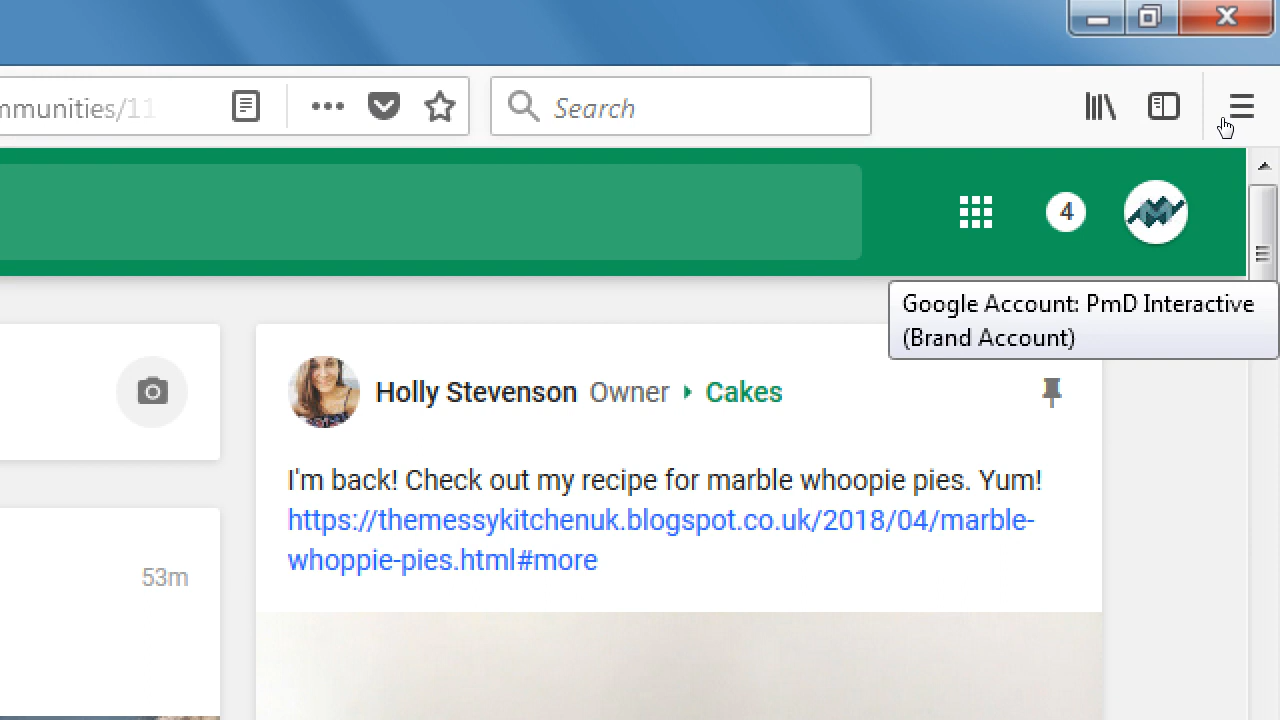 mmunities/11
Search
4
Google Account: PmD Interactive
(Brand Account)
Holly Stevenson Owner Cakes
I'm back! Check out my recipe for marble whoopie pies. Yum!
https://themessykitchenuk.blogspot.co.uk/2018/04/marble-
whoppie-pies.html#more
53m